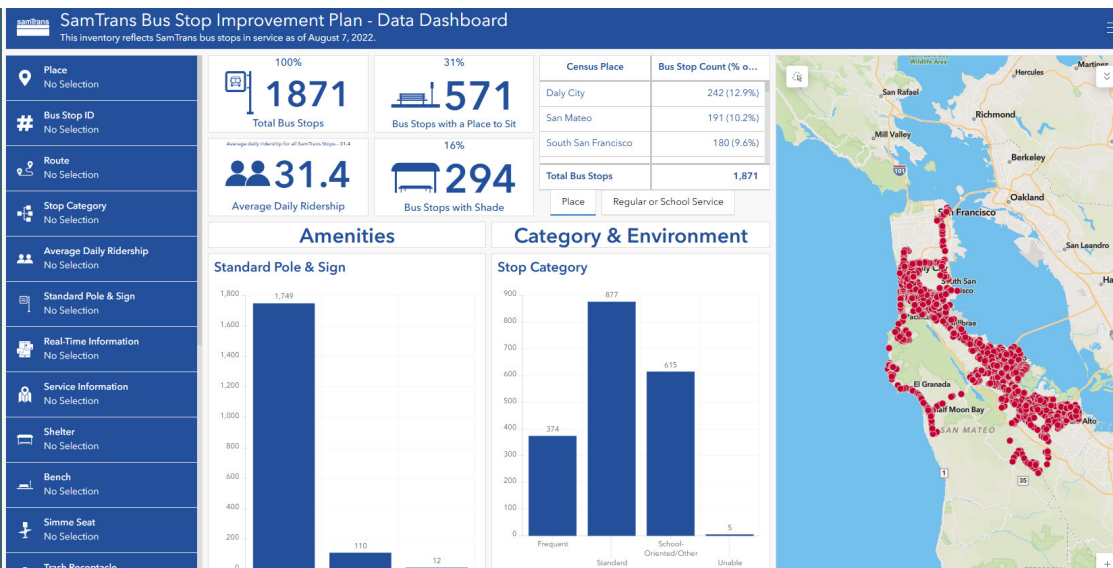 samTrans
SamTrans Bus Stop Improvement Plan - Data Dashboard
This inventory reflects SamTrans bus stops in service as of August 7, 2022.
Place
No Selection
Bus Stop ID
No Selection
Route
No Selection
Stop Category
No Selection
Average Daily Ridership
No Selection
Standard Pole & Sign
No Selection
Real-Time Information
No Selection
Service Information
No Selection
Shelter
No Selection
Bench
No Selection
Simme Seat
No Selection
Trash Receptacle
100%
1871
Total Bus Stops
31%
571
Bus Stops with a Place to Sit
Average daily ridership for all SamTrans Stops - 31.4
31.4
Average Daily Ridership
16%
294
Bus Stops with Shade
Census Place
Bus Stop Count (% o...
Daly City
242 (12.9%)
San Mateo
191 (10.2%)
South San Francisco
180 (9.6%)
Total Bus Stops
1,871
Place
Regular or School Service
Amenities
Category & Environment
Standard Pole & Sign
1,800
1,600
1,400
1,200
1,000
800
600
400
200
0
1,749
110
12
Stop Category
900
800
700
600
500
400
300
200
100
0
374
877
615
5
Frequent
Standard
School-
Oriented/Other
Unable
Wildlife Area
Hercules
Martinez
San Rafael
Richmond
Mill Valley
Berkeley
101
Oakland
San Francisco
San Leandro
Ha
El Granada
Half Moon Bay
Alto
SAN MATEO
1
35